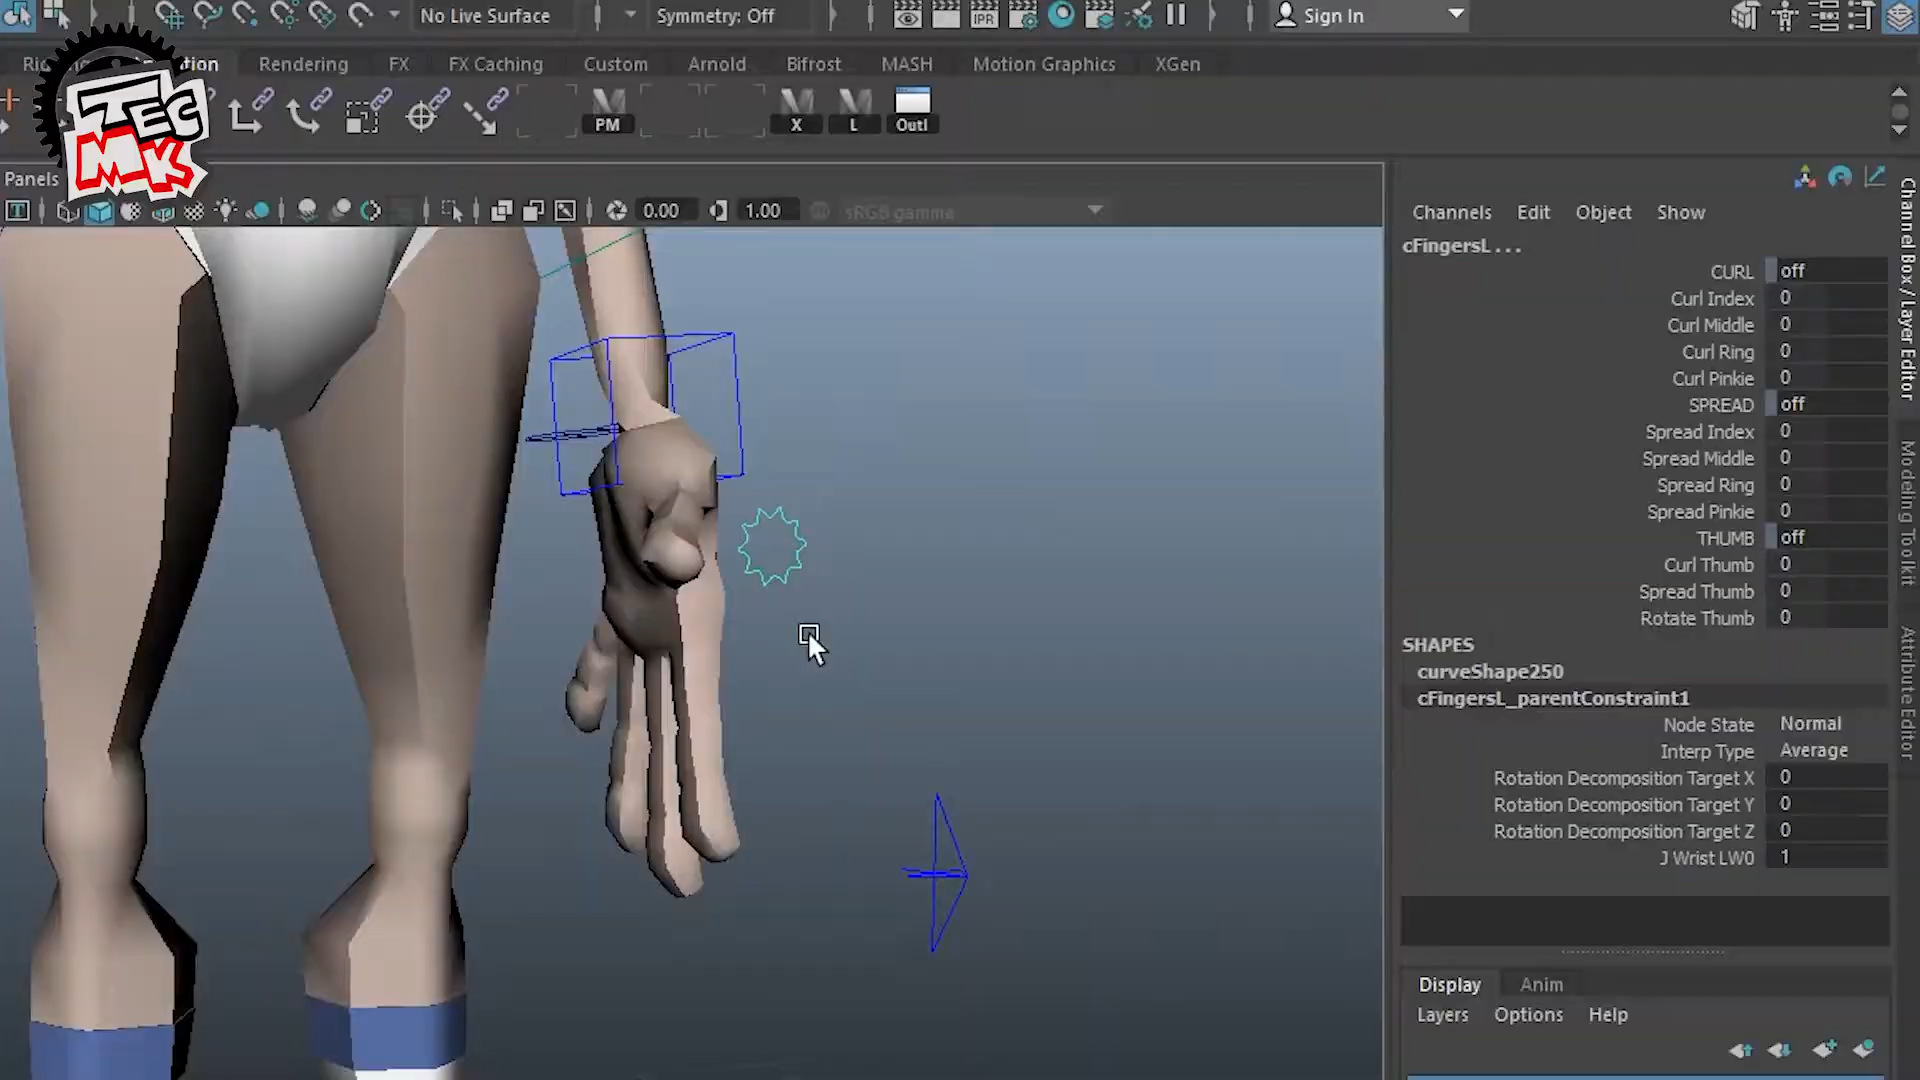 No Live Surface
Symmetry: Off
IPR
Sign In
Rendering
FX
FX Caching
Custom
Arnold
Bifrost
MASH
Motion Graphics
XGen
TEC
MK
PM
X
L
Outl
Panels
0.00
1.00
sRGB gamma
Channels
Edit
Object
Show
cFingersL . . .
CURL off
Curl Index 0
Curl Middle 0
Curl Ring 0
Curl Pinkie 0
SPREAD off
Spread Index 0
Spread Middle 0
Spread Ring 0
Spread Pinkie 0
THUMB off
Curl Thumb 0
Spread Thumb 0
Rotate Thumb 0
SHAPES
curveShape250
cFingersL_parentConstraint1
Node State Normal
Interp Type Average
Rotation Decomposition Target X 0
Rotation Decomposition Target Y 0
Rotation Decomposition Target Z 0
J Wrist LW0 1
Display
Anim
Layers
Options
Help
Channel Box / Layer Editor
Modeling Toolkit
Attribute Editor